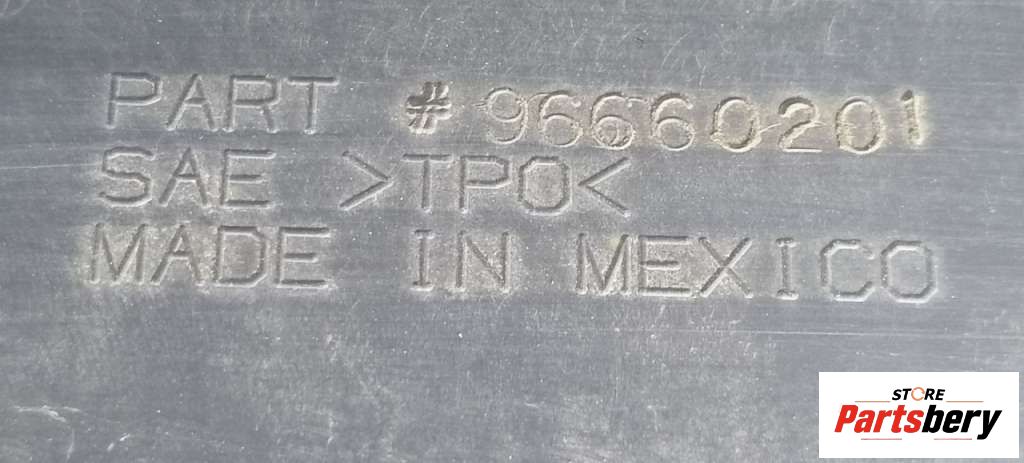 PART #96660201
SAE >TPO<
MADE IN MEXICO
STORE
Partsbery